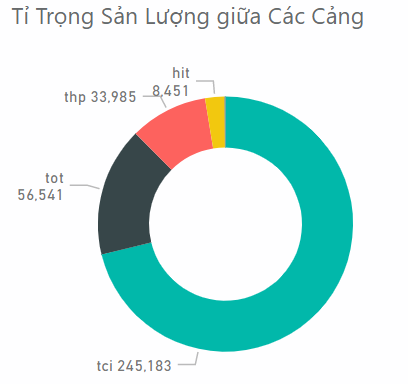 Tỉ Trọng Sản Lượng giữa Các Cảng
hit
8,451
thp 33,985
tot
56,541
tci 245,183